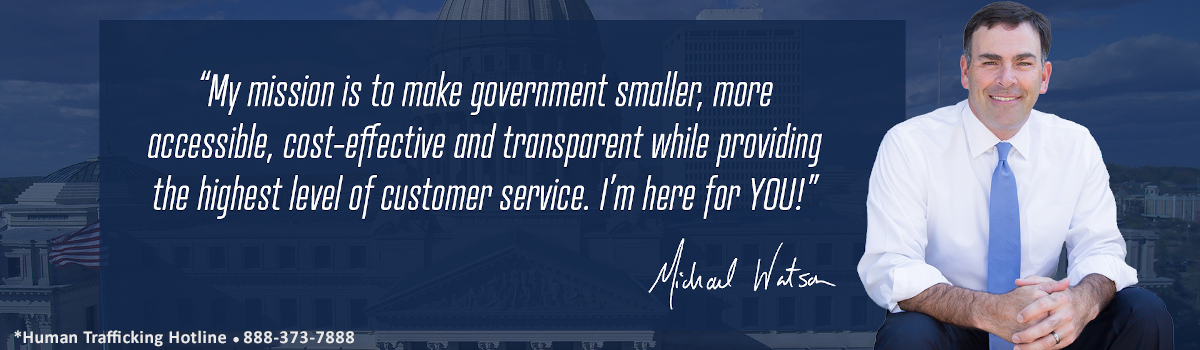 “My mission is to make government smaller, more
accessible, cost-effective and transparent while providing
the highest level of customer service. I’m here for YOU!”
Michael Watson
*Human Trafficking Hotline • 888-373-7888